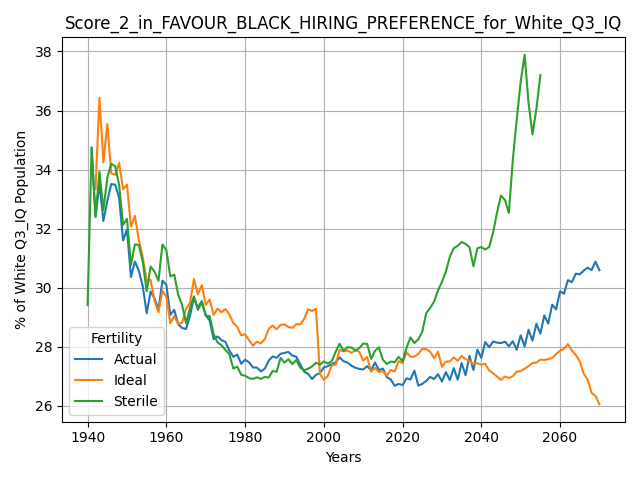 Score_2_in_FAVOUR_BLACK_HIRING_PREFERENCE_for_White_Q3_IQ
% of White Q3_IQ Population
38
36
34
32
30
28
26
Fertility
Actual
Ideal
Sterile
1940 1960 1980 2000 2020 2040 2060
Years